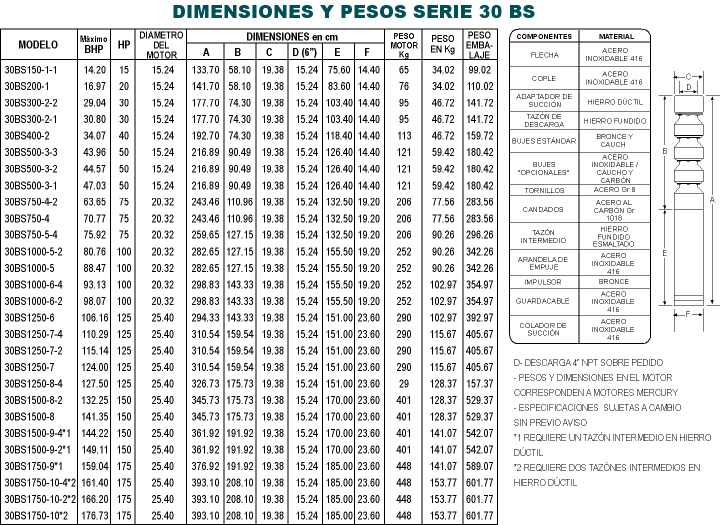 DIMENSIONES Y PESOS SERIE 30 BS
MODELO Máximo BHP HP DIAMETRO DEL MOTOR DIMENSIONES en cm PESO MOTOR Kg PESO EN Kg PESO EMBA- LAJE
A B C D (6") E F
30BS150-1-1 14.20 15 15.24 133.70 58.10 19.38 15.24 75.60 14.40 65 34.02 99.02
30BS200-1 16.97 20 15.24 141.70 58.10 19.38 15.24 83.60 14.40 76 34.02 110.02
30BS300-2-2 29.04 30 15.24 177.70 74.30 19.38 15.24 103.40 14.40 95 46.72 141.72
30BS300-2-1 30.80 30 15.24 177.70 74.30 19.38 15.24 103.40 14.40 95 46.72 141.72
30BS400-2 34.07 40 15.24 192.70 74.30 19.38 15.24 118.40 14.40 113 46.72 159.72
30BS500-3-3 43.96 50 15.24 216.89 90.49 19.38 15.24 126.40 14.40 121 59.42 180.42
30BS500-3-2 44.57 50 15.24 216.89 90.49 19.38 15.24 126.40 14.40 121 59.42 180.42
30BS500-3-1 47.03 50 15.24 216.89 90.49 19.38 15.24 126.40 14.40 121 59.42 180.42
30BS750-4-2 63.65 75 20.32 243.46 110.96 19.38 15.24 132.50 19.20 206 77.56 283.56
30BS750-4 70.77 75 20.32 243.46 110.96 19.38 15.24 132.50 19.20 206 77.56 283.56
30BS750-5-4 75.92 75 20.32 259.65 127.15 19.38 15.24 132.50 19.20 206 90.26 296.26
30BS1000-5-2 80.76 100 20.32 282.65 127.15 19.38 15.24 155.50 19.20 252 90.26 342.26
30BS1000-5 88.47 100 20.32 282.65 127.15 19.38 15.24 155.50 19.20 252 90.26 342.26
30BS1000-6-4 93.13 100 20.32 298.83 143.33 19.38 15.24 155.50 19.20 252 102.97 354.97
30BS1000-6-2 98.07 100 20.32 298.83 143.33 19.38 15.24 155.50 19.20 252 102.97 354.97
30BS1250-6 106.16 125 25.40 294.33 143.33 19.38 15.24 151.00 23.60 290 102.97 392.97
30BS1250-7-4 110.29 125 25.40 310.54 159.54 19.38 15.24 151.00 23.60 290 115.67 405.67
30BS1250-7-2 115.14 125 25.40 310.54 159.54 19.38 15.24 151.00 23.60 290 115.67 405.67
30BS1250-7 124.00 125 25.40 310.54 159.54 19.38 15.24 151.00 23.60 290 115.67 405.67
30BS1250-8-4 127.50 125 25.40 326.73 175.73 19.38 15.24 151.00 23.60 29 128.37 157.37
30BS1500-8-2 132.25 150 25.40 345.73 175.73 19.38 15.24 170.00 23.60 401 128.37 529.37
30BS1500-8 141.35 150 25.40 345.73 175.73 19.38 15.24 170.00 23.60 401 128.37 529.37
30BS1500-9-4*1 144.22 150 25.40 361.92 191.92 19.38 15.24 170.00 23.60 401 141.07 542.07
30BS1500-9-2*1 149.11 150 25.40 361.92 191.92 19.38 15.24 170.00 23.60 401 141.07 542.07
30BS1750-9*1 159.04 175 25.40 376.92 191.92 19.38 15.24 185.00 23.60 448 141.07 589.07
30BS1750-10-4*2 161.40 175 25.40 393.10 208.10 19.38 15.24 185.00 23.60 448 153.77 601.77
30BS1750-10-2*2 166.20 175 25.40 393.10 208.10 19.38 15.24 185.00 23.60 448 153.77 601.77
30BS1750-10*2 176.73 175 25.40 393.10 208.10 19.38 15.24 185.00 23.60 448 153.77 601.77
COMPONENTES MATERIAL
FLECHA ACERO INOXIDABLE 416
COPLE ACERO INOXIDABLE 416
ADAPTADOR DE SUCCIÓN HIERRO DÚCTIL
TAZÓN DE DESCARGA HIERRO FUNDIDO
BUJES ESTÁNDAR BRONCE Y CAUCH
BUJES "OPCIONALES" ACERO INOXIDABLE / CAUCHO Y CARBÓN
TORNILLOS ACERO Gr 8
CANDADOS ACERO AL CARBÓN Gr 1018
TAZÓN INTERMEDIO HIERRO FUNDIDO ESMALTADO
ARANDELA DE EMPUJE ACERO INOXIDABLE 416
IMPULSOR BRONCE
GUARDACABLE ACERO INOXIDABLE 416
COLADOR DE SUCCIÓN ACERO INOXIDABLE 416
C
D
B
A
E
F
D- DESCARGA 4" NPT SOBRE PEDIDO
- PESOS Y DIMENSIONES EN EL MOTOR
CORRESPONDEN A MOTORES MERCURY
- ESPECIFICACIONES SUJETAS A CAMBIO
SIN PREVIO AVISO
*1 REQUIERE UN TAZÓN INTERMEDIO EN HIERRO
DÚCTIL
*2 REQUIERE DOS TAZÓNES INTERMEDIOS EN
HIERRO DÚCTIL